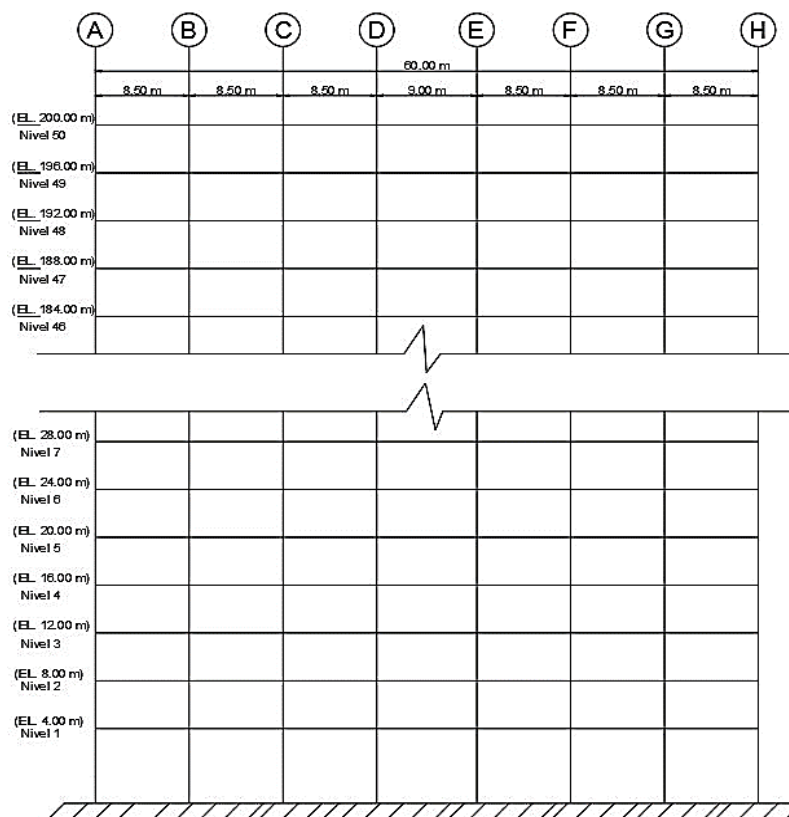 A B C D E F G H
60.00 m
8.50 m 8.50 m 8.50 m 9.00 m 8.50 m 8.50 m 8.50 m
(EL. 200.00 m)
Nivel 50
(EL. 196.00 m)
Nivel 49
(EL. 192.00 m)
Nivel 48
(EL. 188.00 m)
Nivel 47
(EL. 184.00 m)
Nivel 46
(EL. 28.00 m)
Nivel 7
(EL. 24.00 m)
Nivel 6
(EL. 20.00 m)
Nivel 5
(EL. 16.00 m)
Nivel 4
(EL. 12.00 m)
Nivel 3
(EL. 8.00 m)
Nivel 2
(EL. 4.00 m)
Nivel 1